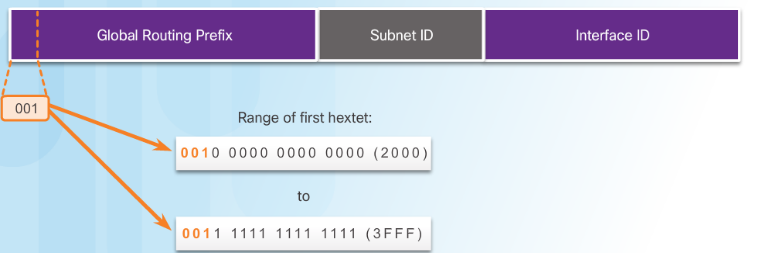 Global Routing Prefix Subnet ID Interface ID
001
Range of first hextet:
0010 0000 0000 0000 (2000)
to
0011 1111 1111 1111 (3FFF)